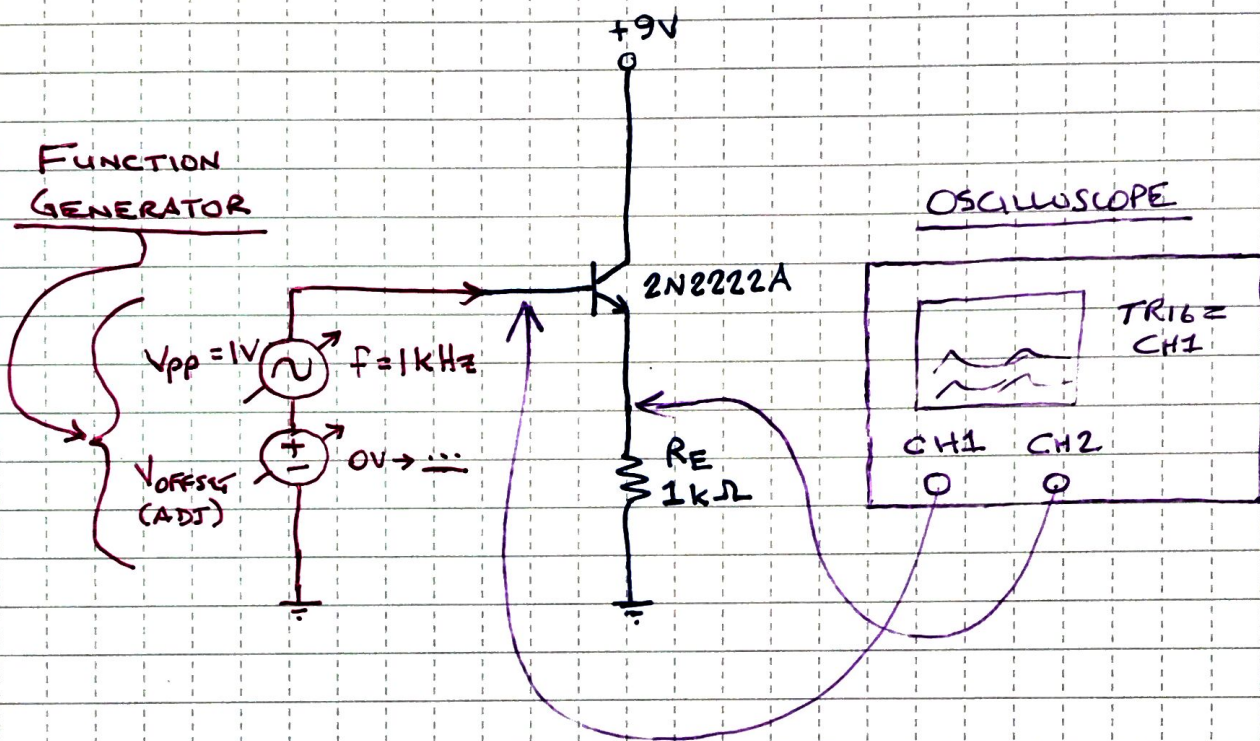 +9V
FUNCTION
GENERATOR
OSCILLOSCOPE
2N2222A
TRIG =
CH1
VPP = 1V
f = 1kHz
CH1 CH2
+
-
0V → ...
VOFFSET
(ADJ)
RE
1kΩ